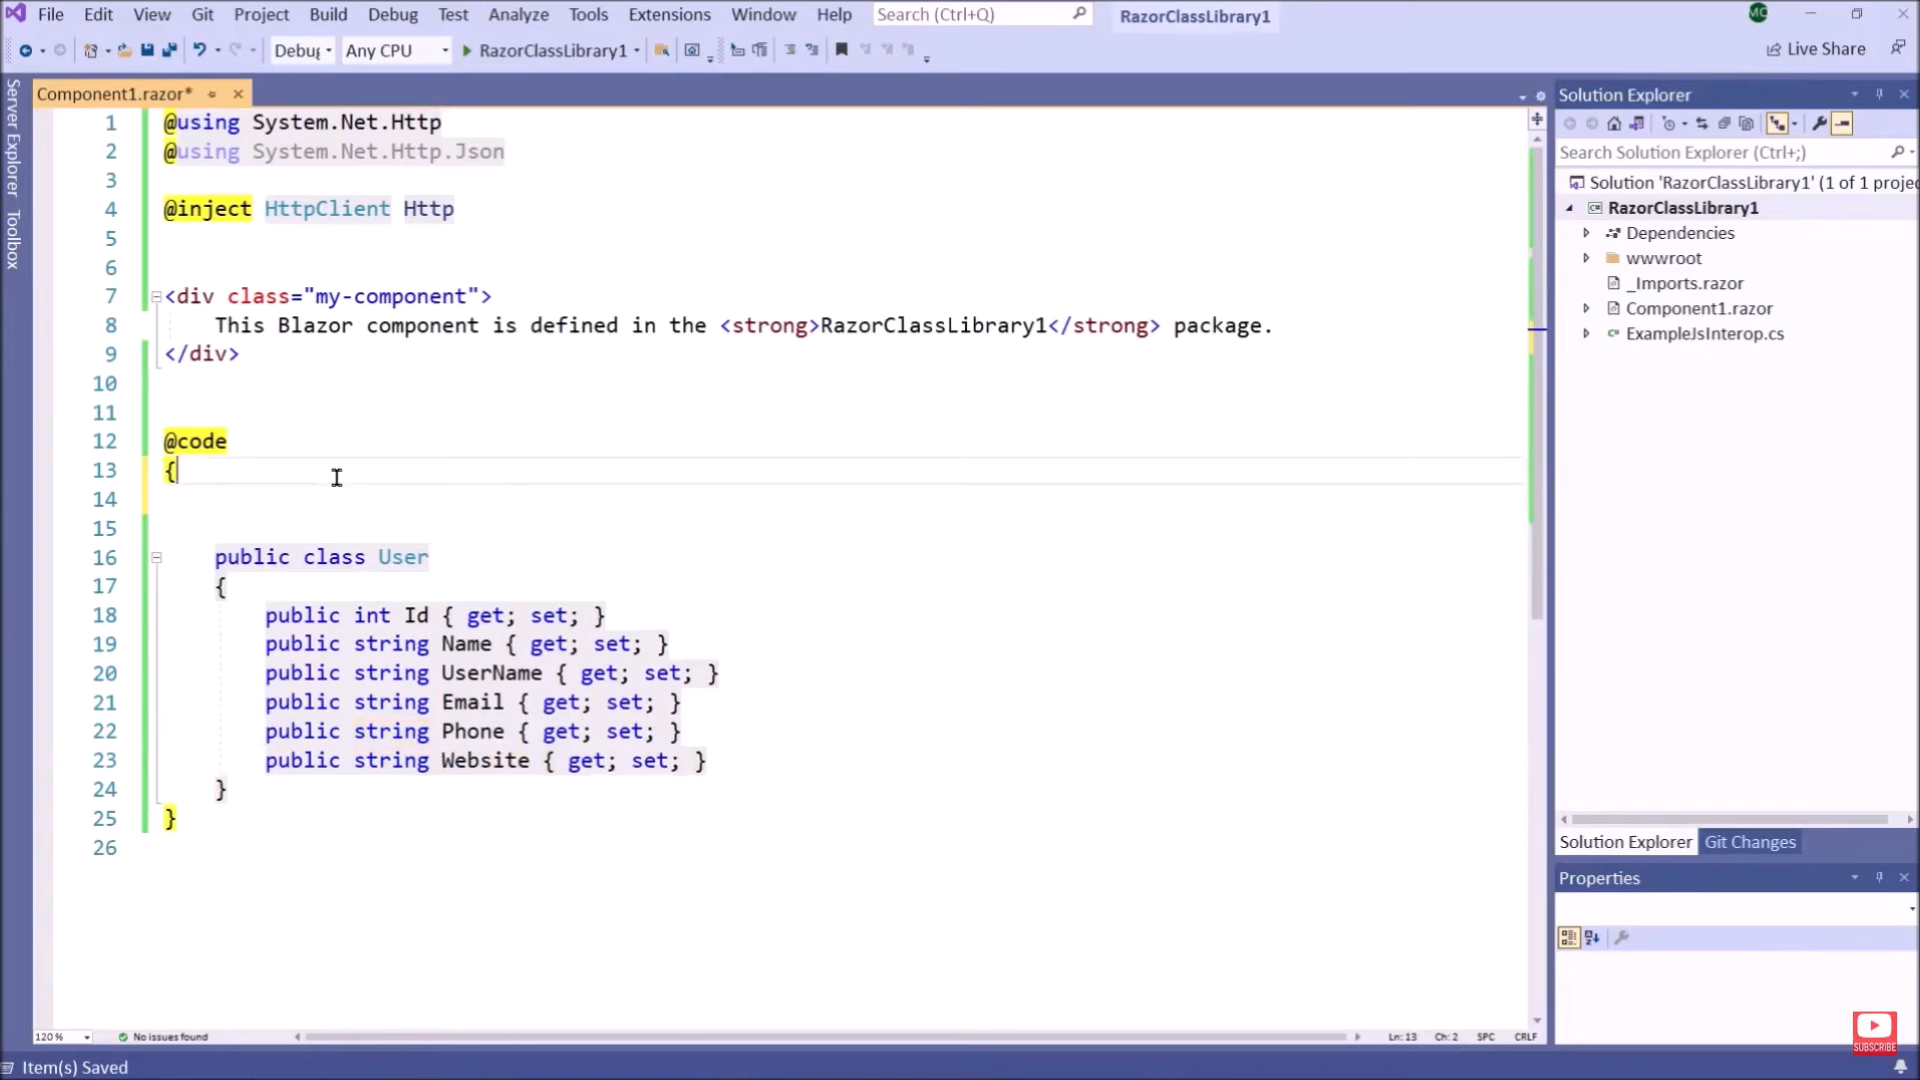 File Edit View Git Project Build Debug Test Analyze Tools Extensions Window Help Search (Ctrl+Q) RazorClassLibrary1 MC
Debug Any CPU RazorClassLibrary1 Live Share
Server Explorer
Toolbox
Component1.razor*
1 @using System.Net.Http
2 @using System.Net.Http.Json
3
4 @inject HttpClient Http
5
6
7 <div class="my-component">
8 This Blazor component is defined in the <strong>RazorClassLibrary1</strong> package.
9 </div>
10
11
12 @code
13 {
14
15
16 public class User
17 {
18 public int Id { get; set; }
19 public string Name { get; set; }
20 public string UserName { get; set; }
21 public string Email { get; set; }
22 public string Phone { get; set; }
23 public string Website { get; set; }
24 }
25 }
26
120 % No issues found Ln: 13 Ch: 2 SPC CRLF
Item(s) Saved
Solution Explorer
Search Solution Explorer (Ctrl+;)
Solution 'RazorClassLibrary1' (1 of 1 projec
RazorClassLibrary1
Dependencies
wwwroot
_Imports.razor
Component1.razor
ExampleJsInterop.cs
Solution Explorer Git Changes
Properties
SUBSCRIBE